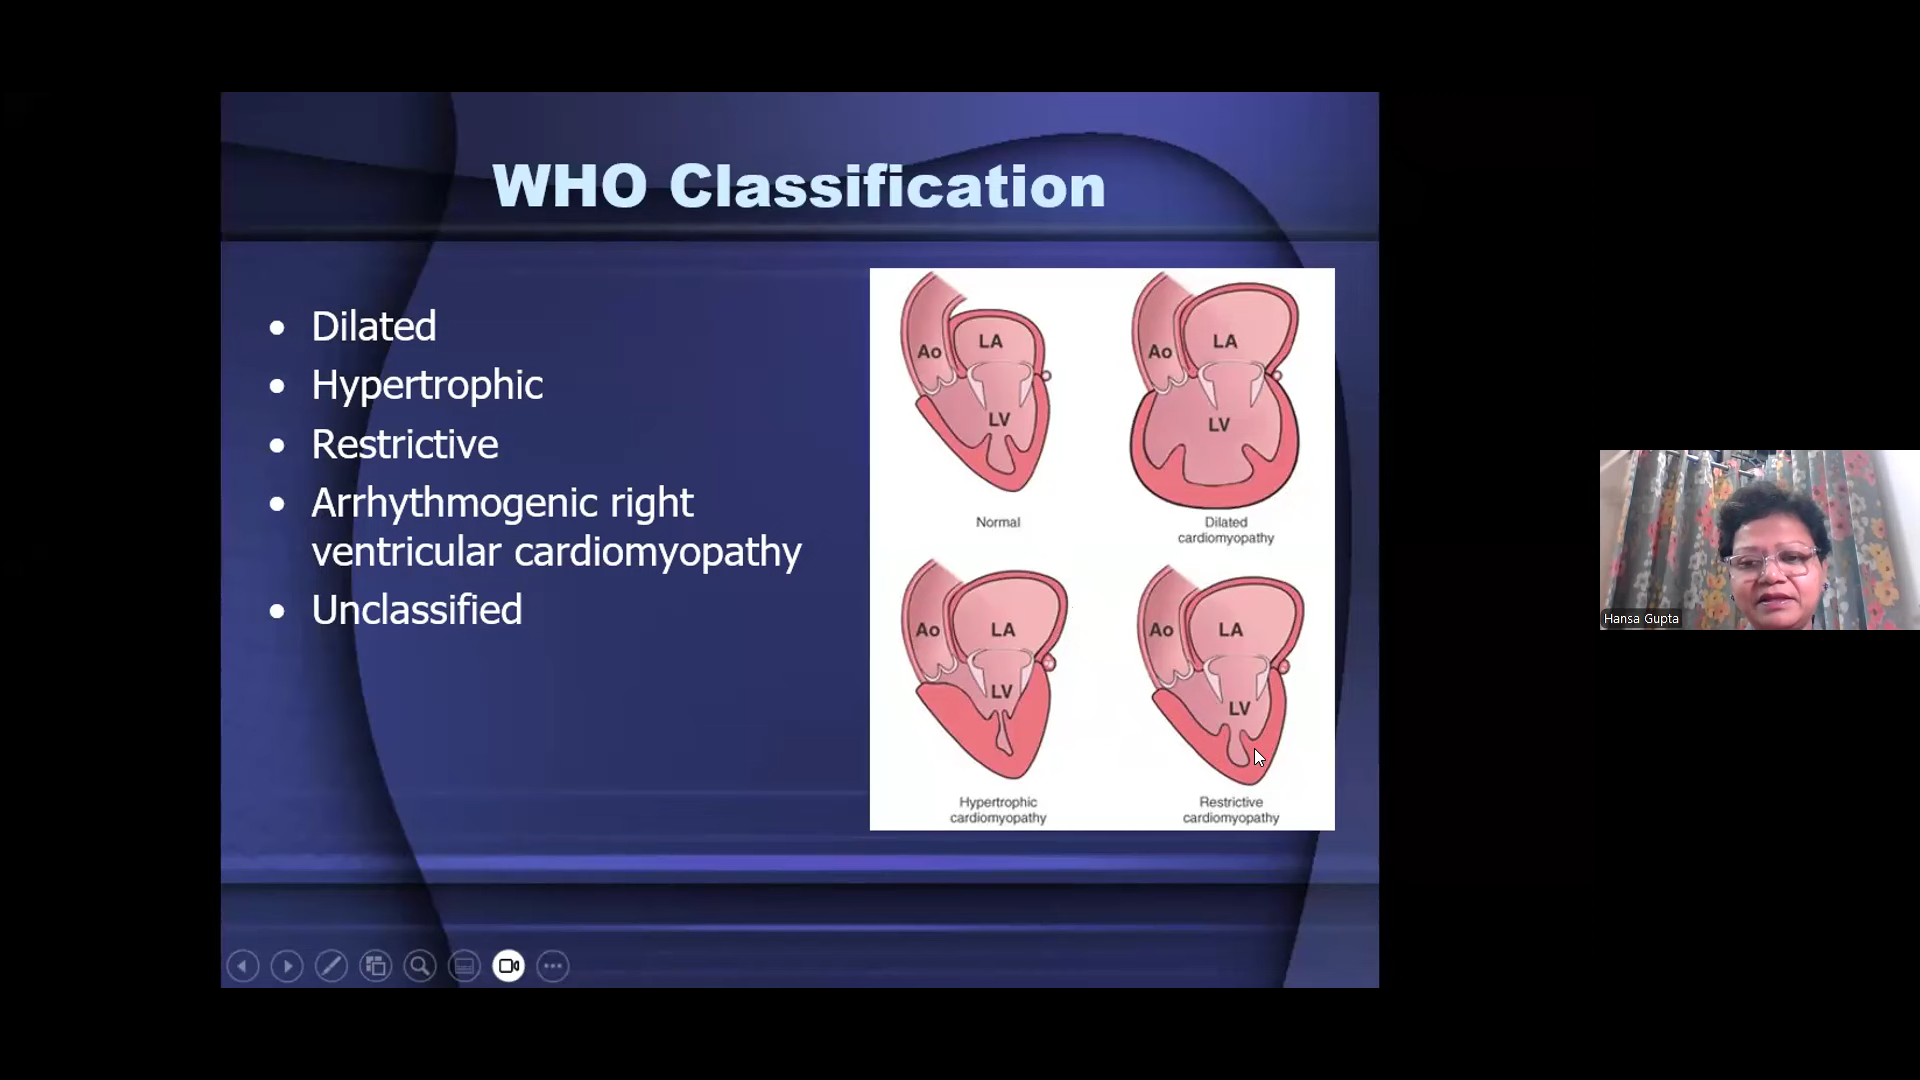 WHO Classification
• Dilated
• Hypertrophic
• Restrictive
• Arrhythmogenic right
ventricular cardiomyopathy
• Unclassified
Ao
LA
LV
Normal
Ao
LA
LV
Dilated
cardiomyopathy
Ao
LA
LV
Hypertrophic
cardiomyopathy
Ao
LA
LV
Restrictive
cardiomyopathy
Hansa Gupta